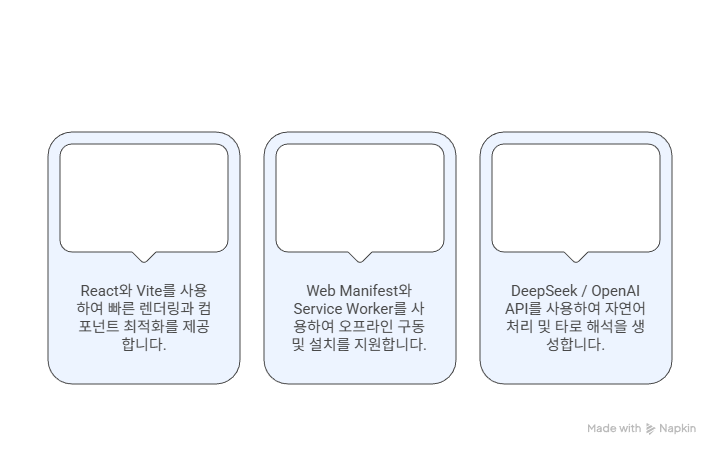 React와 Vite를 사용
하여 빠른 렌더링과 컴
포넌트 최적화를 제공
합니다.
Web Manifest와
Service Worker를 사
용하여 오프라인 구동
및 설치를 지원합니다.
DeepSeek / OpenAI
API를 사용하여 자연어
처리 및 타로 해석을 생
성합니다.
Made with Napkin